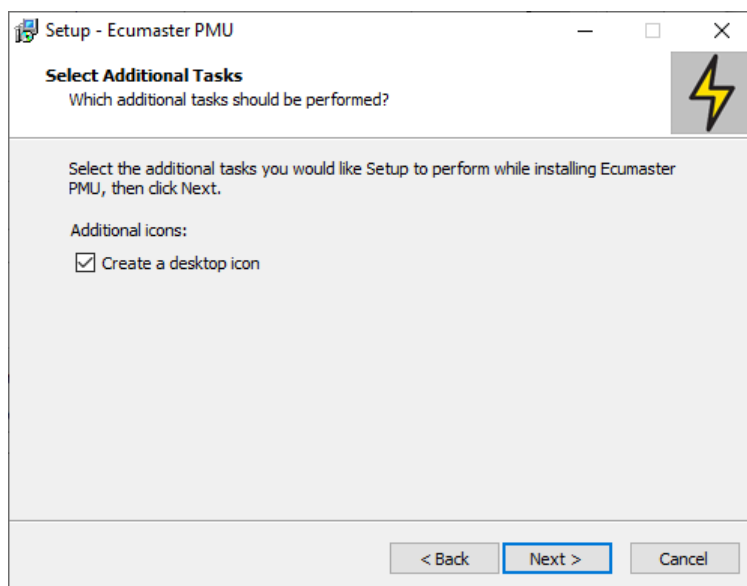 Setup - Ecumaster PMU
Select Additional Tasks
Which additional tasks should be performed?
Select the additional tasks you would like Setup to perform while installing Ecumaster
PMU, then click Next.
Additional icons:
Create a desktop icon
< Back Next > Cancel